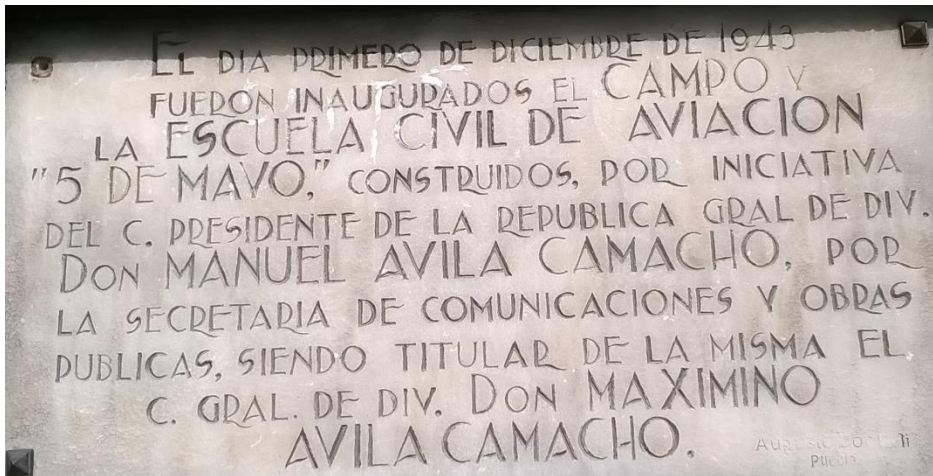 EL DIA PRIMERO DE DICIEMBRE DE 1943
FUERON INAUGURADOS EL CAMPO Y
LA ESCUELA CIVIL DE AVIACION
"5 DE MAYO," CONSTRUIDOS, POR INICIATIVA
DEL C. PRESIDENTE DE LA REPUBLICA GRAL DE DIV.
DON MANUEL AVILA CAMACHO, POR
LA SECRETARIA DE COMUNICACIONES Y OBRAS
PUBLICAS, SIENDO TITULAR DE LA MISMA EL
C. GRAL. DE DIV. DON MAXIMINO
AVILA CAMACHO.